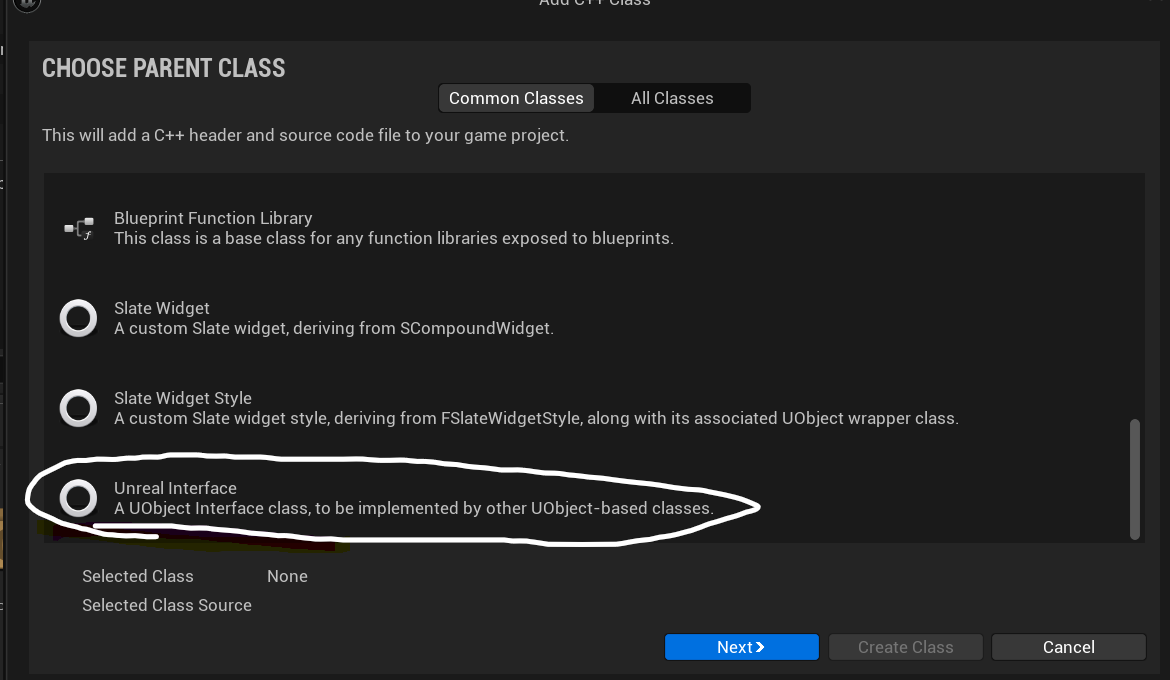 Add C++ Class
CHOOSE PARENT CLASS
Common Classes
All Classes
This will add a C++ header and source code file to your game project.
Blueprint Function Library
This class is a base class for any function libraries exposed to blueprints.
Slate Widget
A custom Slate widget, deriving from SCompoundWidget.
Slate Widget Style
A custom Slate widget style, deriving from FSlateWidgetStyle, along with its associated UObject wrapper class.
Unreal Interface
A UObject Interface class, to be implemented by other UObject-based classes.
Selected Class None
Selected Class Source
Next
Create Class
Cancel